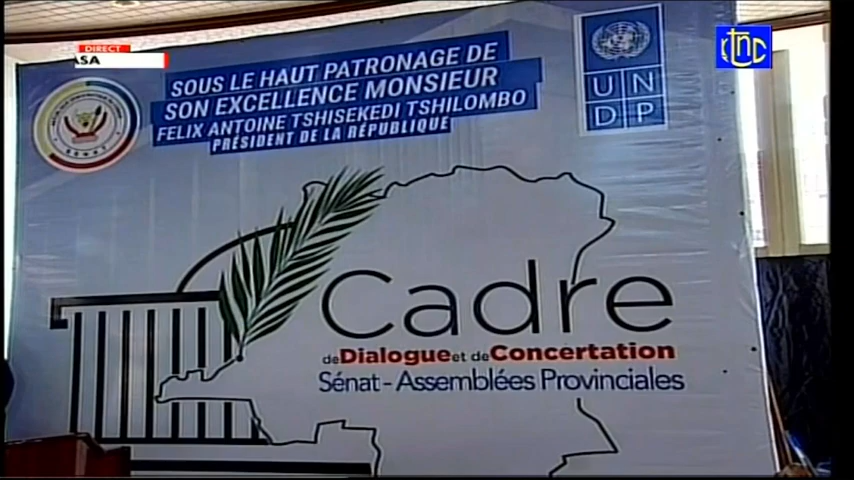 DIRECT
ASA
RTNC
SOUS LE HAUT PATRONAGE DE
SON EXCELLENCE MONSIEUR
FELIX ANTOINE TSHISEKEDI TSHILOMBO
PRÉSIDENT DE LA RÉPUBLIQUE
U N
D P
Cadre
de Dialogue et de Concertation
Sénat - Assemblées Provinciales